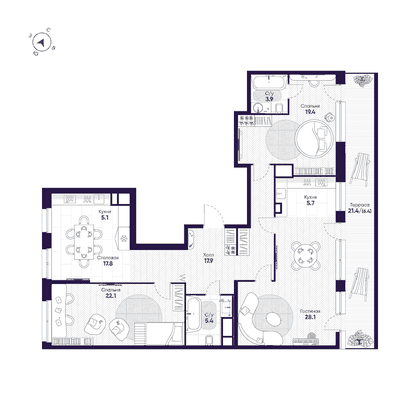 С
В
З
Ю
С/у
3.9
Спальня
19.4
Кухня
5.1
Столовая
17.8
Кухня
5.7
Терраса
21.4/(6.4)
Холл
17.9
Спальня
22.1
С/у
5.4
Гостиная
28.1